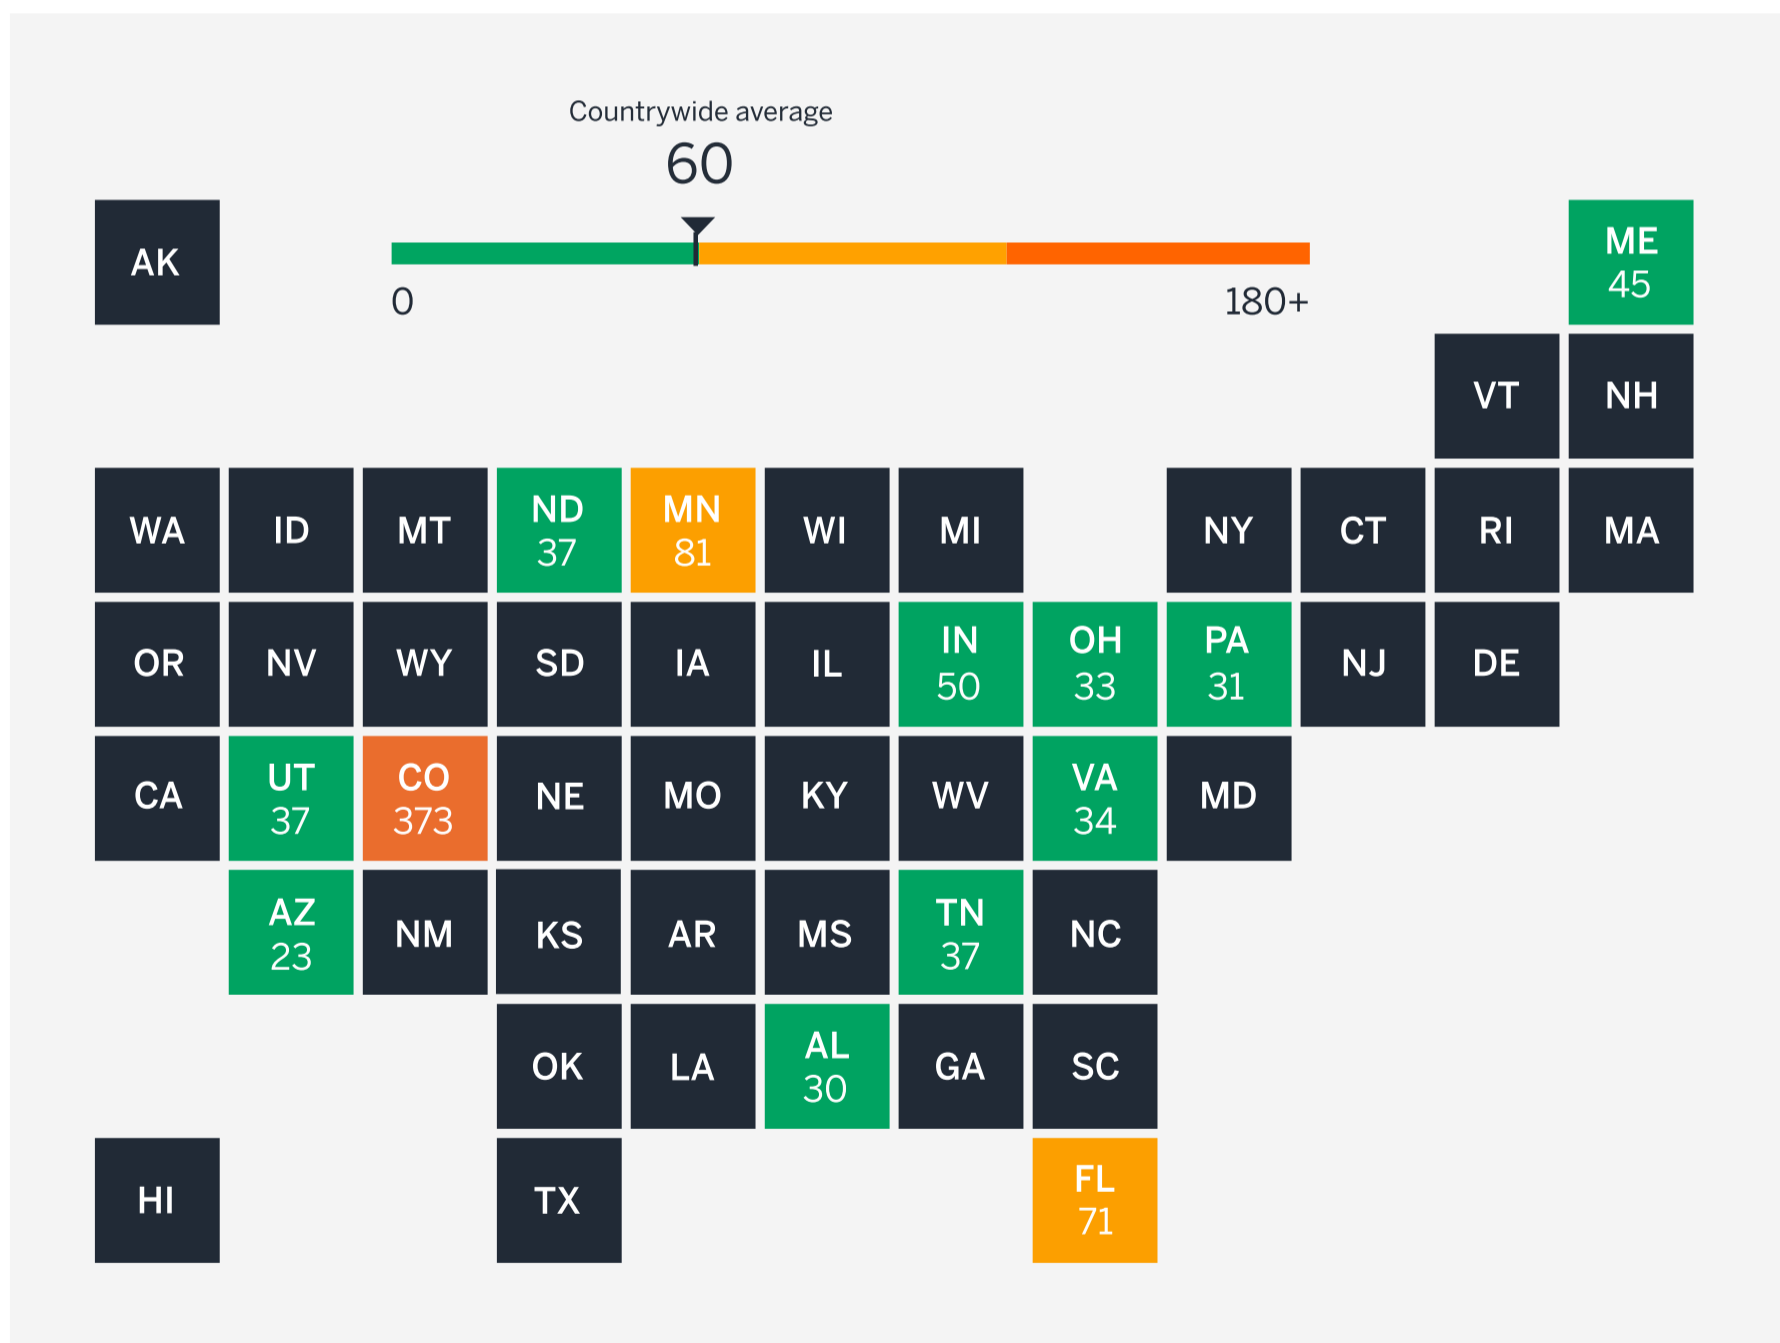 Countrywide average
60
0
180+
AK
ME
45
VT
NH
WA
ID
MT
ND
37
MN
81
WI
MI
NY
CT
RI
MA
OR
NV
WY
SD
IA
IL
IN
50
OH
33
PA
31
NJ
DE
CA
UT
37
CO
373
NE
MO
KY
WV
VA
34
MD
AZ
23
NM
KS
AR
MS
TN
37
NC
OK
LA
AL
30
GA
SC
HI
TX
FL
71